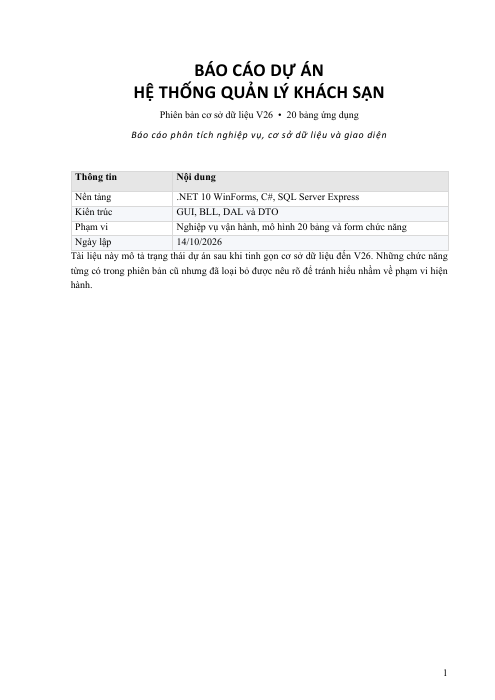 BÁO CÁO DỰ ÁN
HỆ THỐNG QUẢN LÝ KHÁCH SẠN
Phiên bản cơ sở dữ liệu V26 • 20 bảng ứng dụng
Báo cáo phân tích nghiệp vụ, cơ sở dữ liệu và giao diện
Thông tin Nội dung
Nền tảng .NET 10 WinForms, C#, SQL Server Express
Kiến trúc GUI, BLL, DAL và DTO
Phạm vi Nghiệp vụ vận hành, mô hình 20 bảng và form chức năng
Ngày lập 14/10/2026
Tài liệu này mô tả trạng thái dự án sau khi tinh gọn cơ sở dữ liệu đến V26. Những chức năng
từng có trong phiên bản cũ nhưng đã loại bỏ được nêu rõ để tránh hiểu nhầm về phạm vi hiện
hành.
1